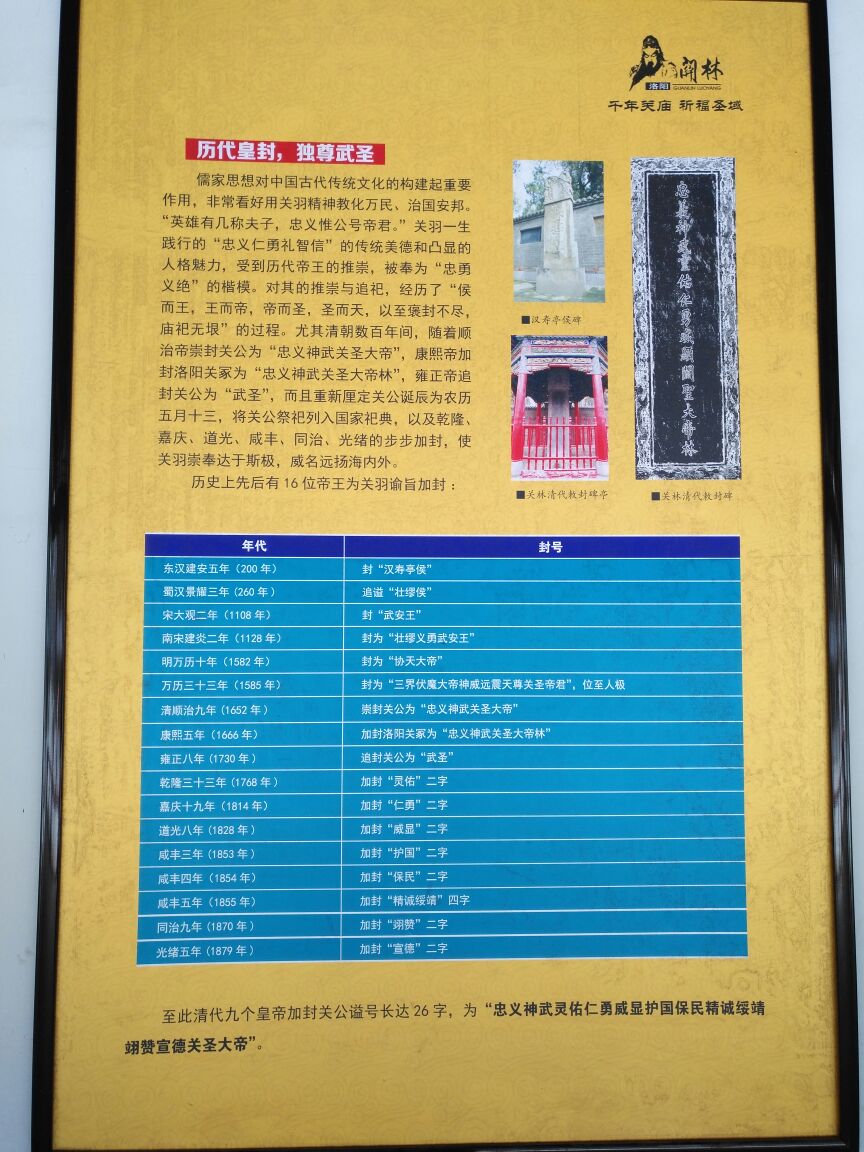 関林
洛阳 GUANLIN LUOYANG
千年关庙 祈福圣域
历代皇封，独尊武圣
儒家思想对中国古代传统文化的构建起重要
作用，非常看好用关羽精神教化万民、治国安邦。
“英雄有几称夫子，忠义惟公号帝君。”关羽一生
践行的“忠义仁勇礼智信”的传统美德和凸显的
人格魅力，受到历代帝王的推崇，被奉为“忠勇
义绝”的楷模。对其的推崇与追祀，经历了“侯
而王，王而帝，帝而圣，圣而天，以至褒封不尽，
庙祀无垠”的过程。尤其清朝数百年间，随着顺
治帝崇封关公为“忠义神武关圣大帝”，康熙帝加
封洛阳关冢为“忠义神武关圣大帝林”，雍正帝追
封关公为“武圣”，而且重新厘定关公诞辰为农历
五月十三，将关公祭祀列入国家祀典，以及乾隆、
嘉庆、道光、咸丰、同治、光绪的步步加封，使
关羽崇奉达于斯极，威名远扬海内外。
历史上先后有16位帝王为关羽谕旨加封：
■汉寿亭侯碑
■关林清代敕封碑亭
忠義神武靈佑仁勇威顯關聖大帝林
■关林清代敕封碑
年代 封号
东汉建安五年（200年） 封“汉寿亭侯”
蜀汉景耀三年（260年） 追谥“壮缪侯”
宋大观二年（1108年） 封“武安王”
南宋建炎二年（1128年） 封为“壮缪义勇武安王”
明万历十年（1582年） 封为“协天大帝”
万历三十三年（1585年） 封为“三界伏魔大帝神威远震天尊关圣帝君”，位至人极
清顺治九年（1652年） 崇封关公为“忠义神武关圣大帝”
康熙五年（1666年） 加封洛阳关冢为“忠义神武关圣大帝林”
雍正八年（1730年） 追封关公为“武圣”
乾隆三十三年（1768年） 加封“灵佑”二字
嘉庆十九年（1814年） 加封“仁勇”二字
道光八年（1828年） 加封“威显”二字
咸丰三年（1853年） 加封“护国”二字
咸丰四年（1854年） 加封“保民”二字
咸丰五年（1855年） 加封“精诚绥靖”四字
同治九年（1870年） 加封“翊赞”二字
光绪五年（1879年） 加封“宣德”二字
至此清代九个皇帝加封关公谥号长达26字，为“忠义神武灵佑仁勇威显护国保民精诚绥靖
翊赞宣德关圣大帝”。